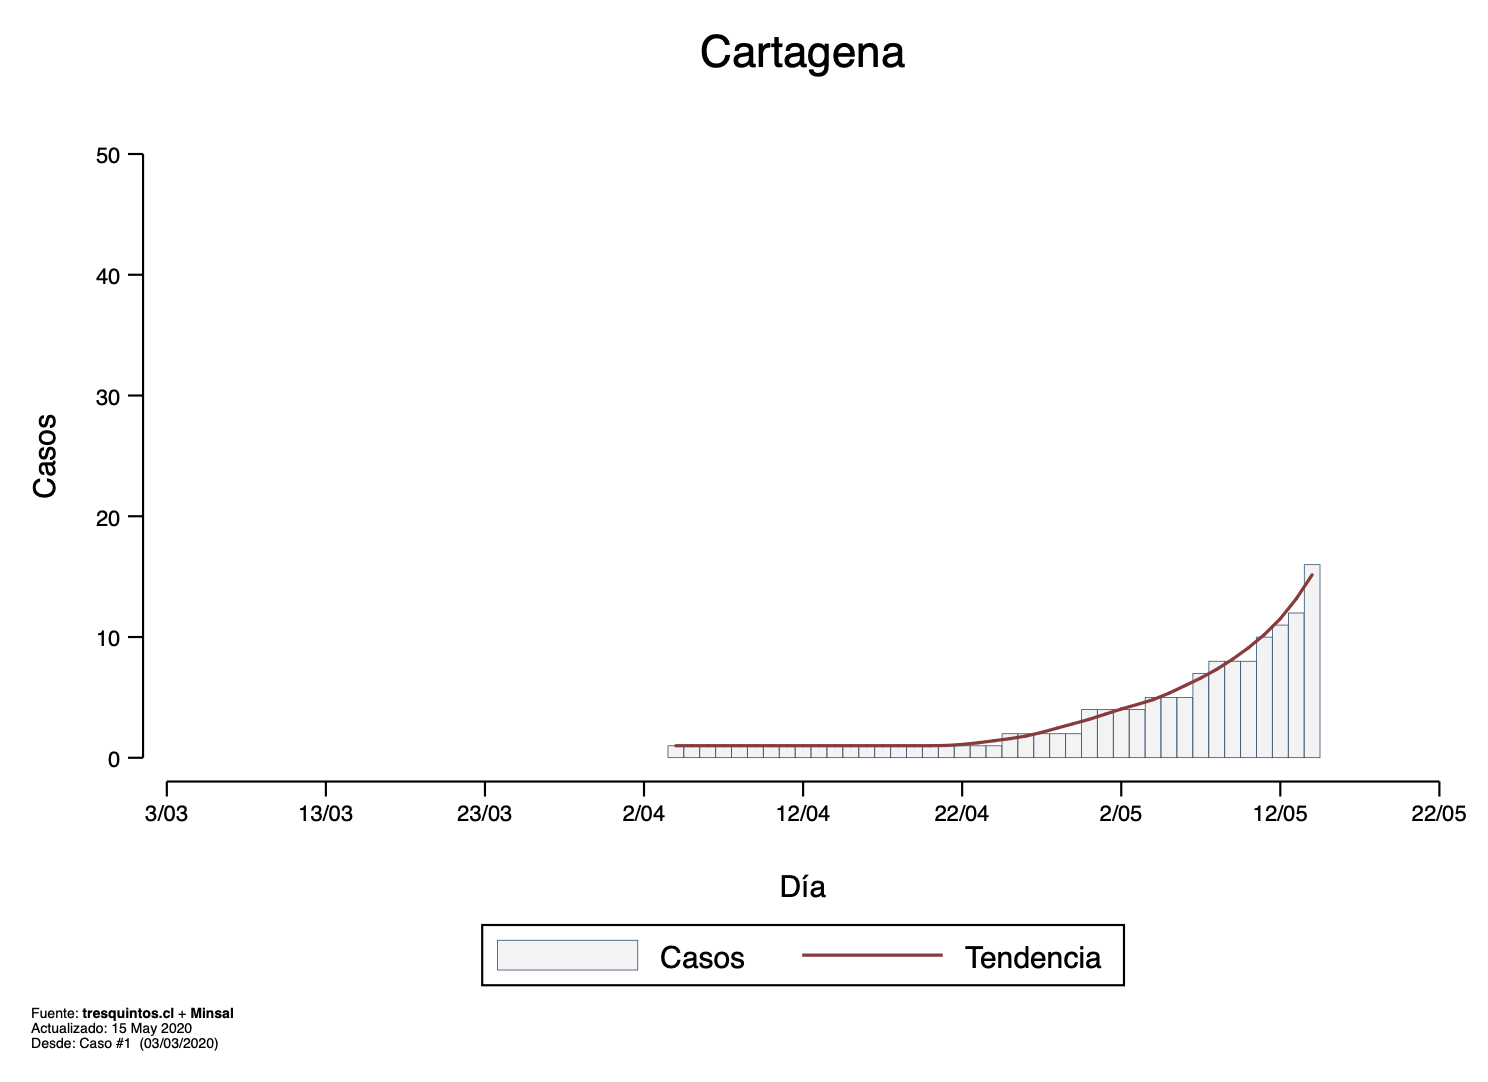 Cartagena
50
40
30
20
10
0
Casos
3/03 13/03 23/03 2/04 12/04 22/04 2/05 12/05 22/05
Día
Casos Tendencia
Fuente: tresquintos.cl + Minsal
Actualizado: 15 May 2020
Desde: Caso #1 (03/03/2020)